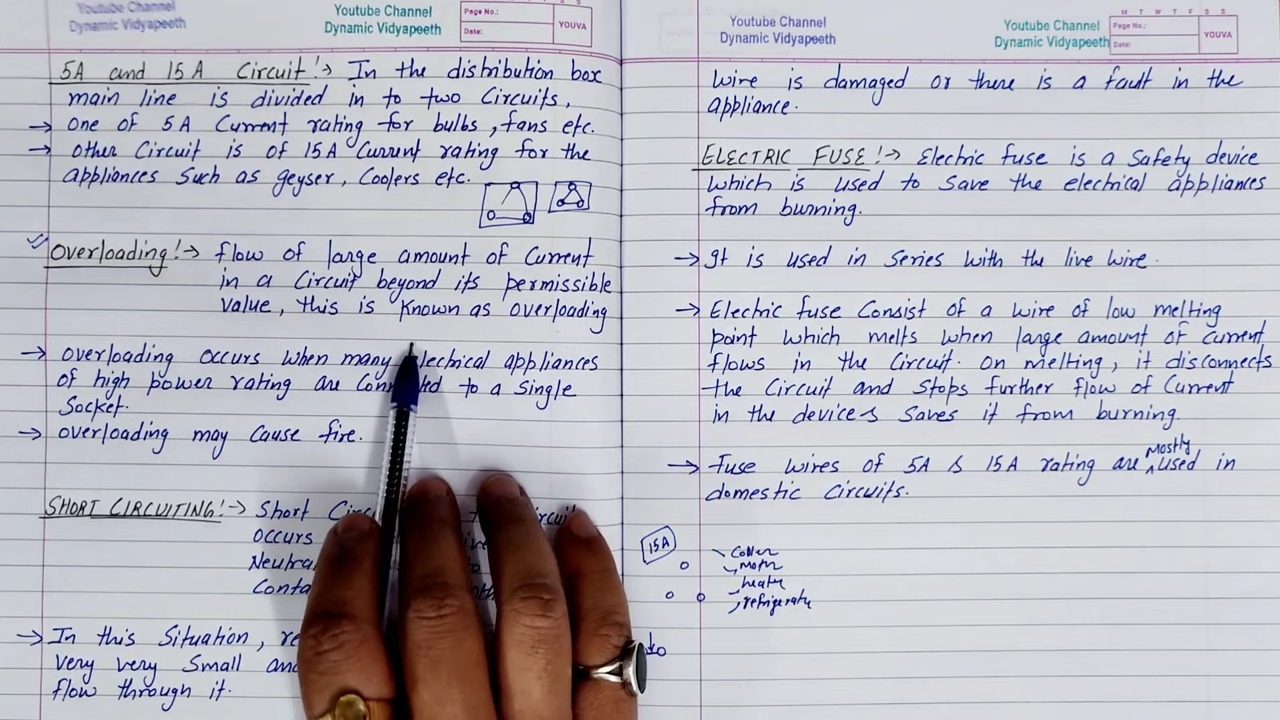 Youtube Channel
Dynamic Vidyapeeth
Youtube Channel
Dynamic Vidyapeeth
Page No.:
Date:
YOUVA
5A and 15A Circuit!→ In the distribution box
main line is divided in to two Circuits,
→ one of 5A Current rating for bulbs, fans etc.
→ other Circuit is of 15A Current rating for the
appliances such as geyser, Coolers etc.
Overloading!→ flow of large amount of Current
in a Circuit beyond its permissible
value, this is known as overloading
→ overloading occurs when many electrical appliances
of high power rating are to a Single
Socket.
→ overloading may cause fire.
SHORT CIRCUITING!→ Short
occurs
→ In this Situation,
very very Small and
flow through it.
Youtube Channel
Dynamic Vidyapeeth
Youtube Channel
Dynamic Vidyapeeth
M T W T F S S
Page No.:
Date:
YOUVA
wire is damaged or there is a fault in the
appliance.
ELECTRIC FUSE!→ Electric fuse is a Safety device
which is used to Save the electrical appliances
from burning.
→ It is used in Series with the live wire.
→ Electric fuse Consist of a wire of low melting
point which melts when large amount of Current
flows in the Circuit. On melting, it disconnects
the Circuit and Stops further flow of Current
in the device & Saves it from burning.
→ Fuse wires of 5A & 15A rating are mostly used in
domestic Circuits.
15A